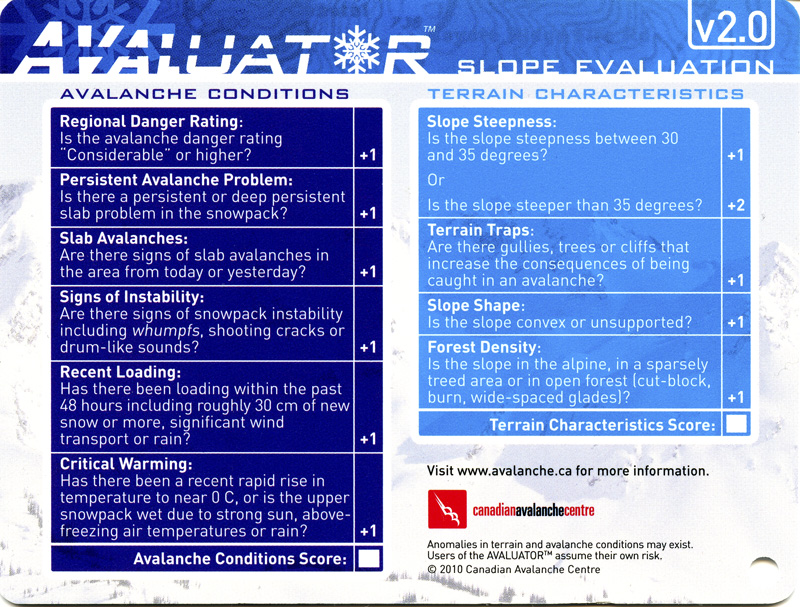 AVALUATOR™
v2.0
SLOPE EVALUATION
AVALANCHE CONDITIONS
Regional Danger Rating:
Is the avalanche danger rating
"Considerable" or higher? +1
Persistent Avalanche Problem:
Is there a persistent or deep persistent
slab problem in the snowpack? +1
Slab Avalanches:
Are there signs of slab avalanches in
the area from today or yesterday? +1
Signs of Instability:
Are there signs of snowpack instability
including whumpfs, shooting cracks or
drum-like sounds? +1
Recent Loading:
Has there been loading within the past
48 hours including roughly 30 cm of new
snow or more, significant wind
transport or rain? +1
Critical Warming:
Has there been a recent rapid rise in
temperature to near 0 C, or is the upper
snowpack wet due to strong sun, above-
freezing air temperatures or rain? +1
Avalanche Conditions Score:
TERRAIN CHARACTERISTICS
Slope Steepness:
Is the slope steepness between 30
and 35 degrees? +1
Or
Is the slope steeper than 35 degrees? +2
Terrain Traps:
Are there gullies, trees or cliffs that
increase the consequences of being
caught in an avalanche? +1
Slope Shape:
Is the slope convex or unsupported? +1
Forest Density:
Is the slope in the alpine, in a sparsely
treed area or in open forest (cut-block,
burn, wide-spaced glades)? +1
Terrain Characteristics Score:
Visit www.avalanche.ca for more information.
canadianavalanchecentre
Anomalies in terrain and avalanche conditions may exist.
Users of the AVALUATOR™ assume their own risk.
© 2010 Canadian Avalanche Centre